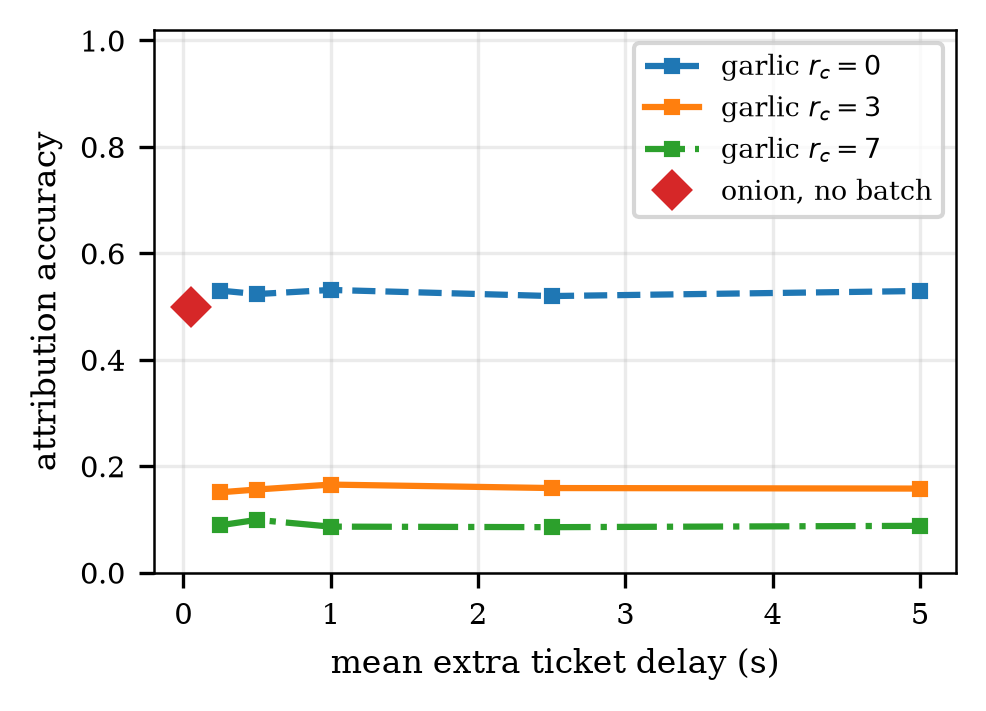 1.0
0.8
0.6
0.4
0.2
0.0
attribution accuracy
garlic r_c = 0
garlic r_c = 3
garlic r_c = 7
onion, no batch
0 1 2 3 4 5
mean extra ticket delay (s)